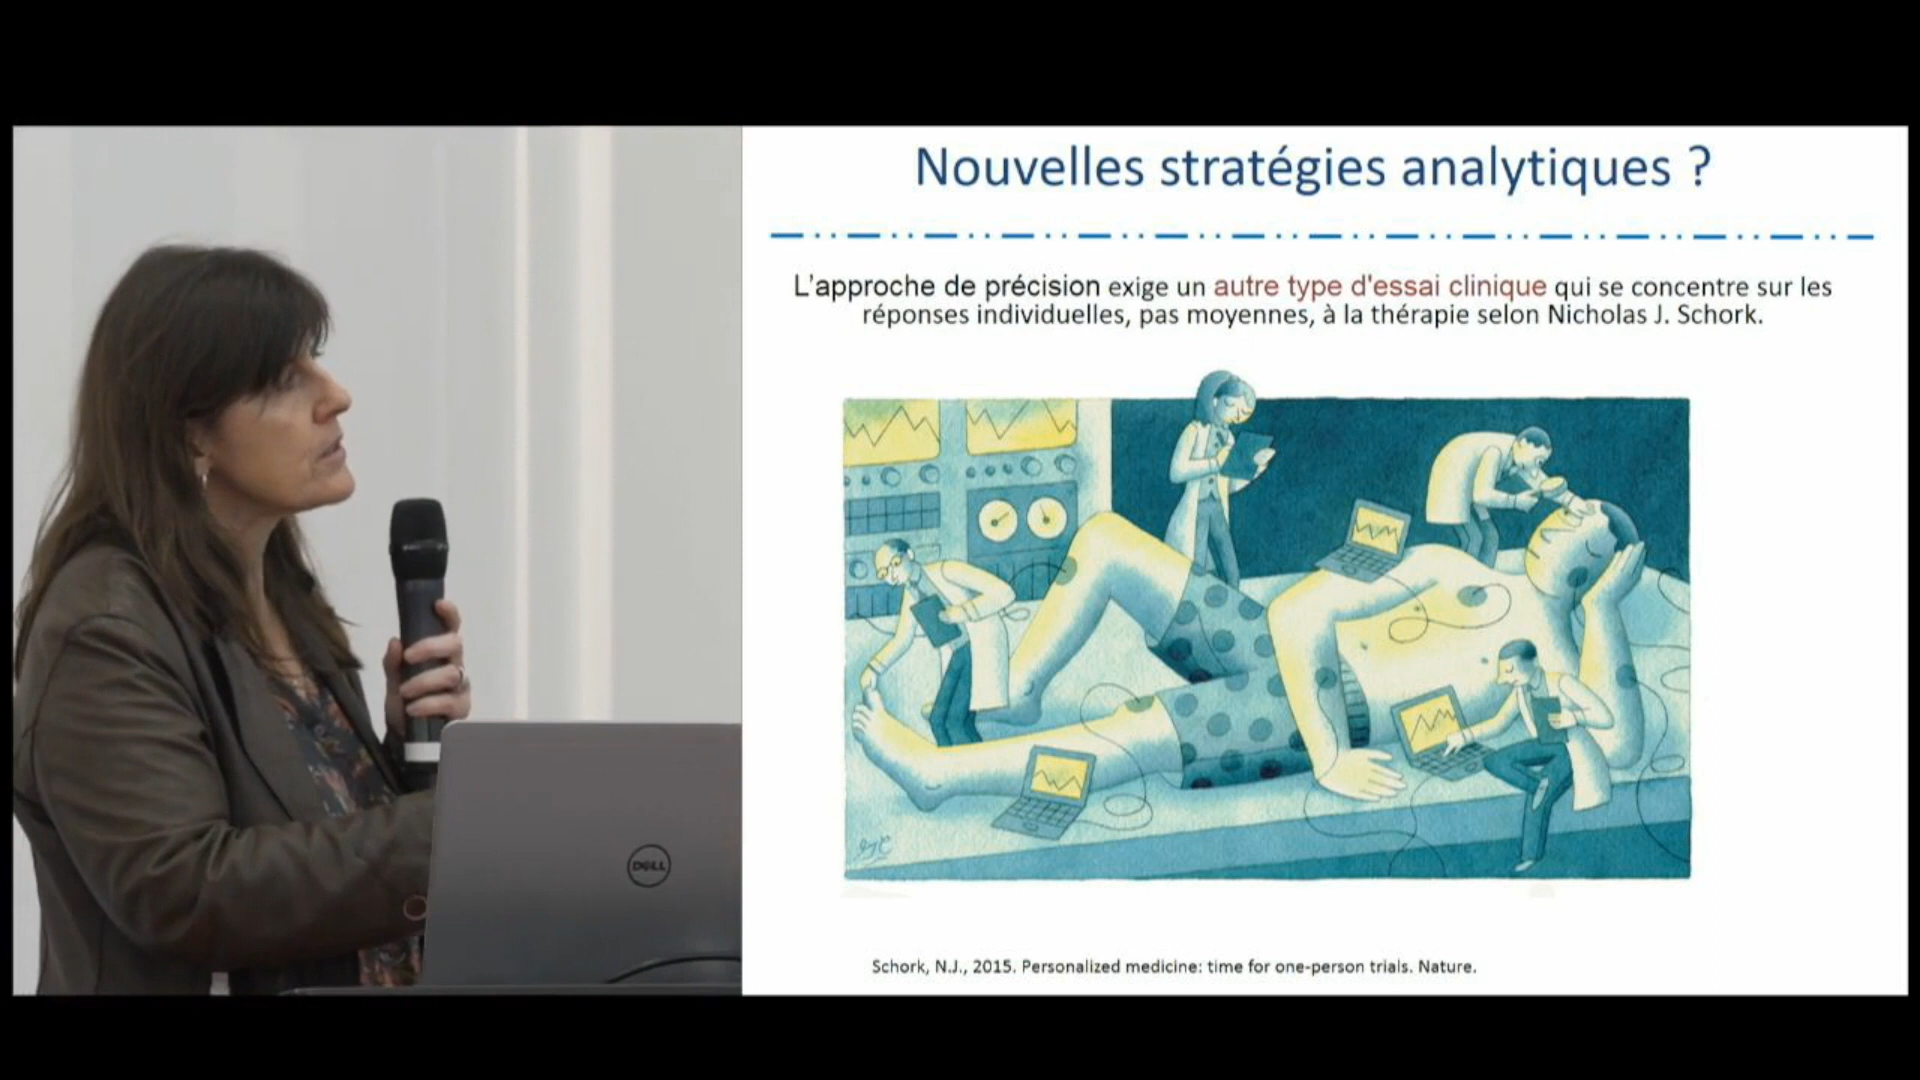 Nouvelles stratégies analytiques ?
L'approche de précision exige un autre type d'essai clinique qui se concentre sur les
réponses individuelles, pas moyennes, à la thérapie selon Nicholas J. Schork.
Schork, N.J., 2015. Personalized medicine: time for one-person trials. Nature.
DELL